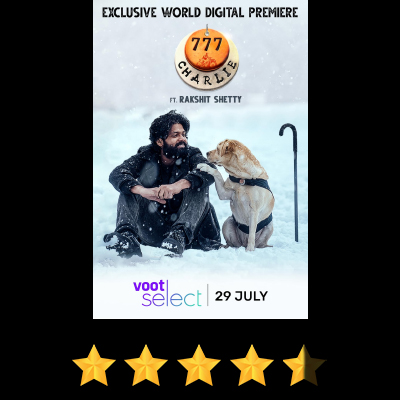 EXCLUSIVE WORLD DIGITAL PREMIERE
777
CHARLIE
FT. RAKSHIT SHETTY
voot
select
29 JULY